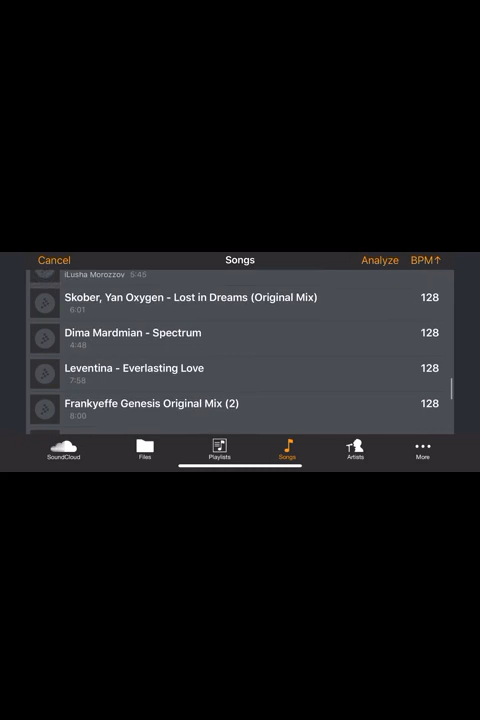 Cancel
Songs
Analyze
BPM↑
iLusha Morozzov 5:45
Skober, Yan Oxygen - Lost in Dreams (Original Mix)
128
6:01
Dima Mardmian - Spectrum
128
4:48
Leventina - Everlasting Love
128
7:58
Frankyeffe Genesis Original Mix (2)
128
8:00
SoundCloud
Files
Playlists
Songs
Artists
More